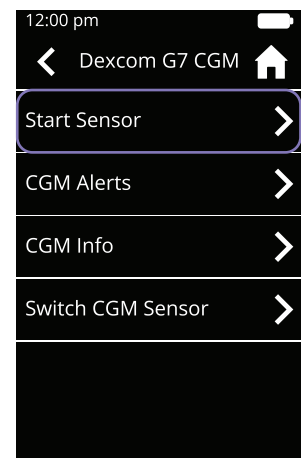 12:00 pm
Dexcom G7 CGM
Start Sensor
CGM Alerts
CGM Info
Switch CGM Sensor